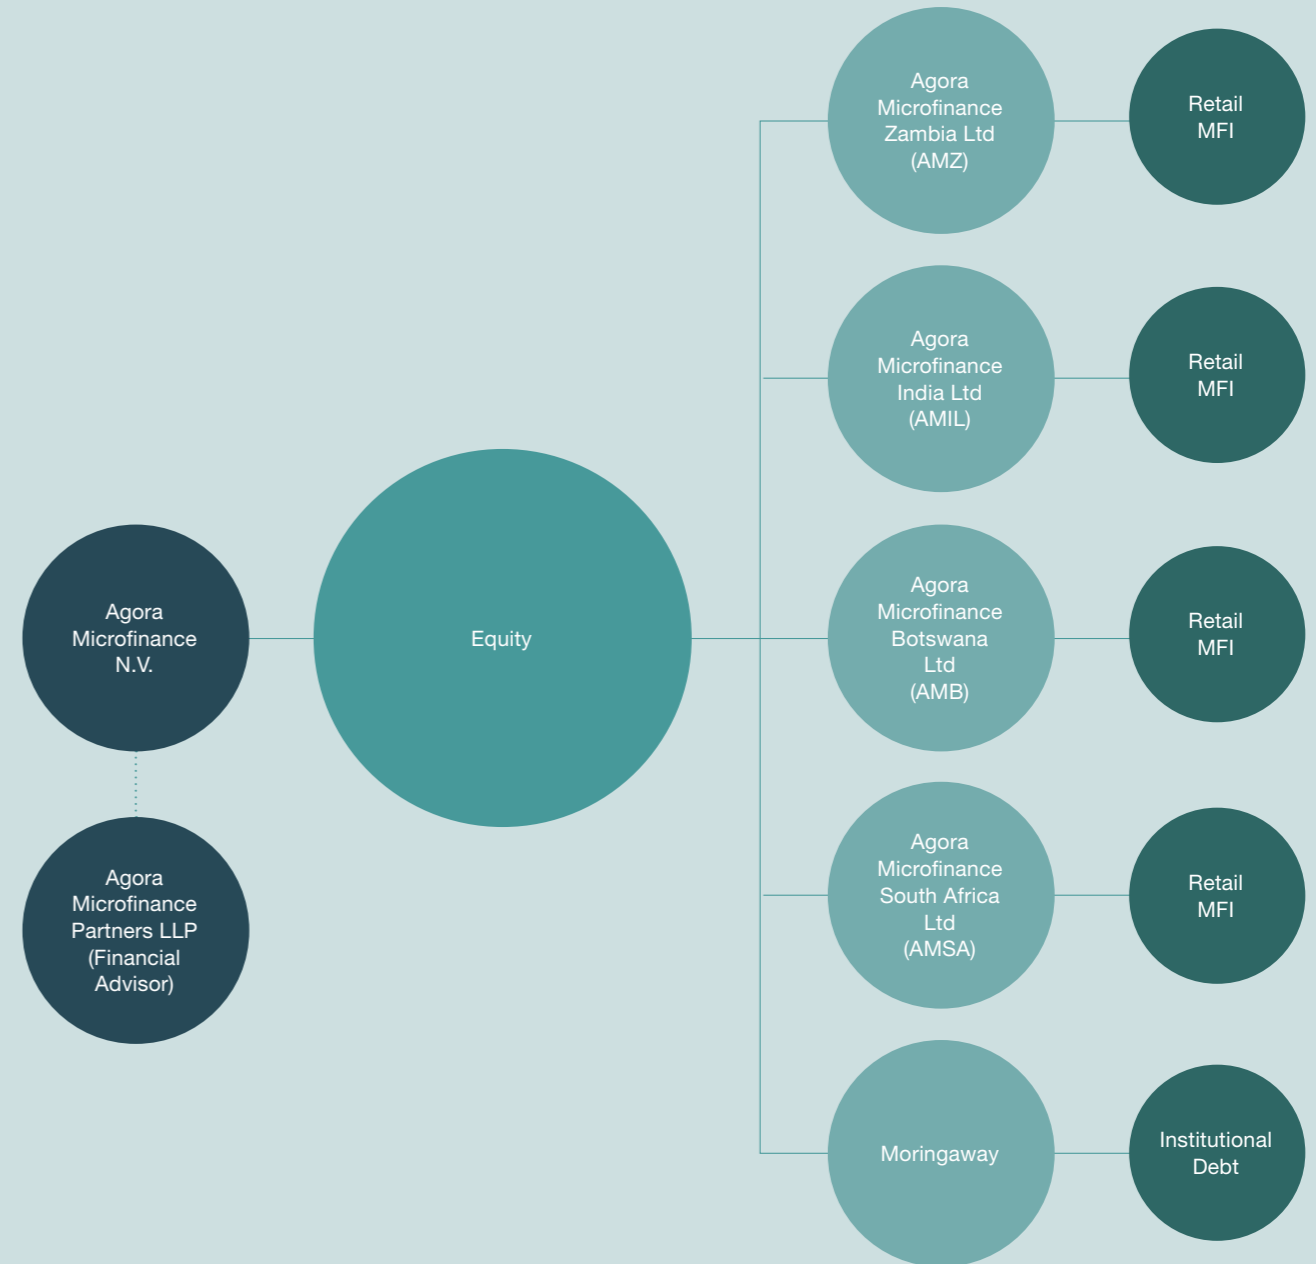 Agora
Microfinance
N.V.
Agora
Microfinance
Partners LLP
(Financial
Advisor)
Equity
Agora
Microfinance
Zambia Ltd
(AMZ)
Retail
MFI
Agora
Microfinance
India Ltd
(AMIL)
Retail
MFI
Agora
Microfinance
Botswana
Ltd
(AMB)
Retail
MFI
Agora
Microfinance
South Africa
Ltd
(AMSA)
Retail
MFI
Moringaway
Institutional
Debt